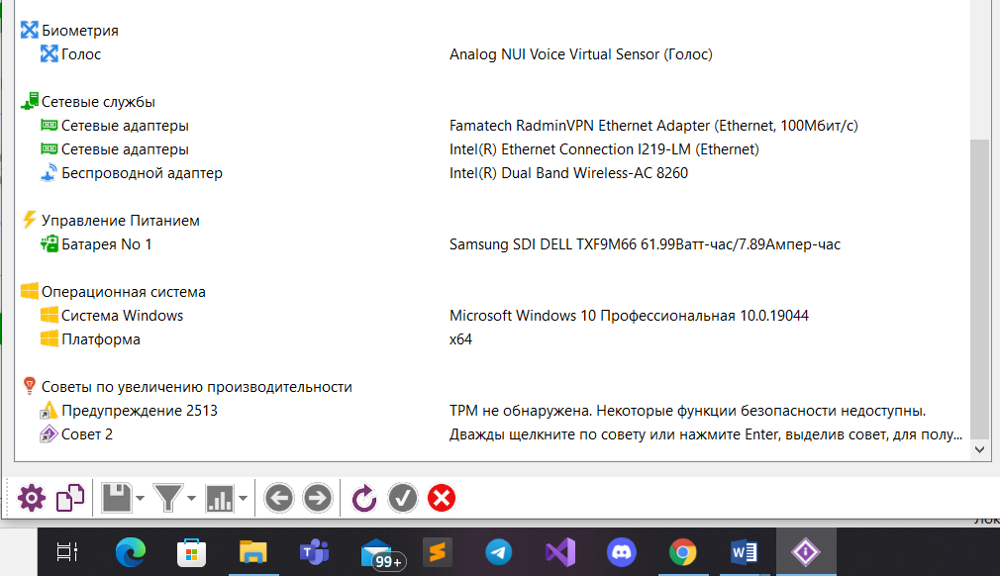 Биометрия
Голос Analog NUI Voice Virtual Sensor (Голос)
Сетевые службы
Сетевые адаптеры Famatech RadminVPN Ethernet Adapter (Ethernet, 100Мбит/с)
Сетевые адаптеры Intel(R) Ethernet Connection I219-LM (Ethernet)
Беспроводной адаптер Intel(R) Dual Band Wireless-AC 8260
Управление Питанием
Батарея No 1 Samsung SDI DELL TXF9M66 61.99Ватт-час/7.89Ампер-час
Операционная система
Система Windows Microsoft Windows 10 Профессиональная 10.0.19044
Платформа x64
Советы по увеличению производительности
Предупреждение 2513 TPM не обнаружена. Некоторые функции безопасности недоступны.
Совет 2 Дважды щелкните по совету или нажмите Enter, выделив совет, для полу...
99+